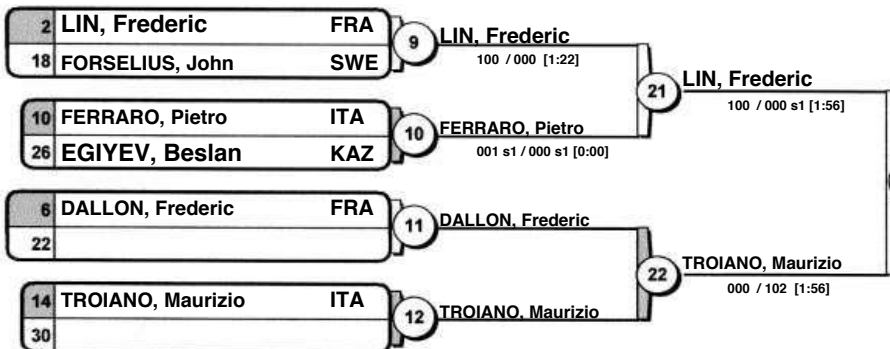 2 LIN, Frederic FRA
18 FORSELIUS, John SWE
9
LIN, Frederic
100 / 000 [1:22]
10 FERRARO, Pietro ITA
26 EGIYEV, Beslan KAZ
10
FERRARO, Pietro
001 s1 / 000 s1 [0:00]
21
LIN, Frederic
100 / 000 s1 [1:56]
6 DALLON, Frederic FRA
22
11
DALLON, Frederic
14 TROIANO, Maurizio ITA
30
12
TROIANO, Maurizio
22
TROIANO, Maurizio
000 / 102 [1:56]